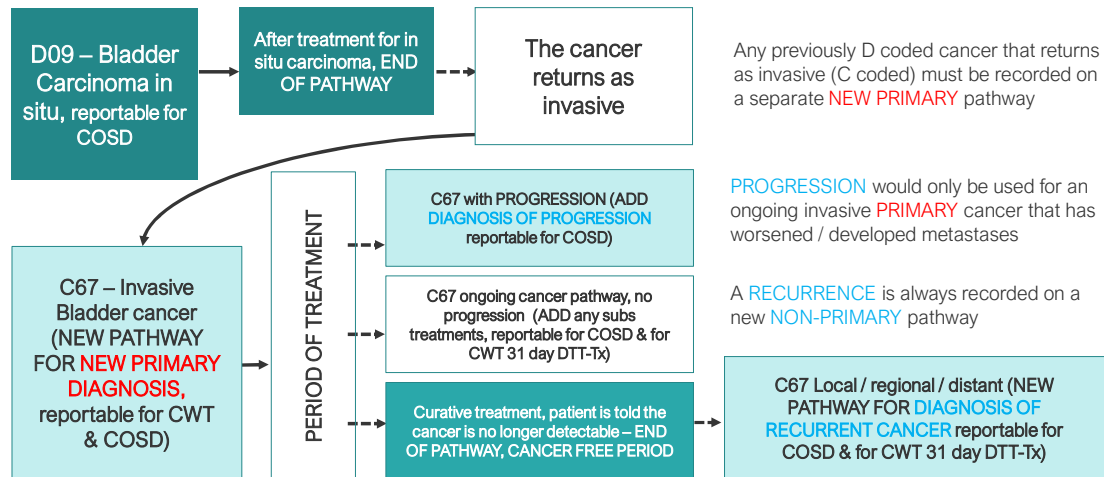 D09 – Bladder
Carcinoma in
situ, reportable for
COSD
After treatment for in
situ carcinoma, END
OF PATHWAY
The cancer
returns as
invasive
Any previously D coded cancer that returns
as invasive (C coded) must be recorded on
a separate NEW PRIMARY pathway
C67 – Invasive
Bladder cancer
(NEW PATHWAY
FOR NEW PRIMARY
DIAGNOSIS,
reportable for CWT
& COSD)
PERIOD OF TREATMENT
C67 with PROGRESSION (ADD
DIAGNOSIS OF PROGRESSION
reportable for COSD)
PROGRESSION would only be used for an
ongoing invasive PRIMARY cancer that has
worsened / developed metastases
C67 ongoing cancer pathway, no
progression (ADD any subs
treatments, reportable for COSD & for
CWT 31 day DTT-Tx)
A RECURRENCE is always recorded on a
new NON-PRIMARY pathway
Curative treatment, patient is told the
cancer is no longer detectable – END
OF PATHWAY, CANCER FREE PERIOD
C67 Local / regional / distant (NEW
PATHWAY FOR DIAGNOSIS OF
RECURRENT CANCER reportable for
COSD & for CWT 31 day DTT-Tx)